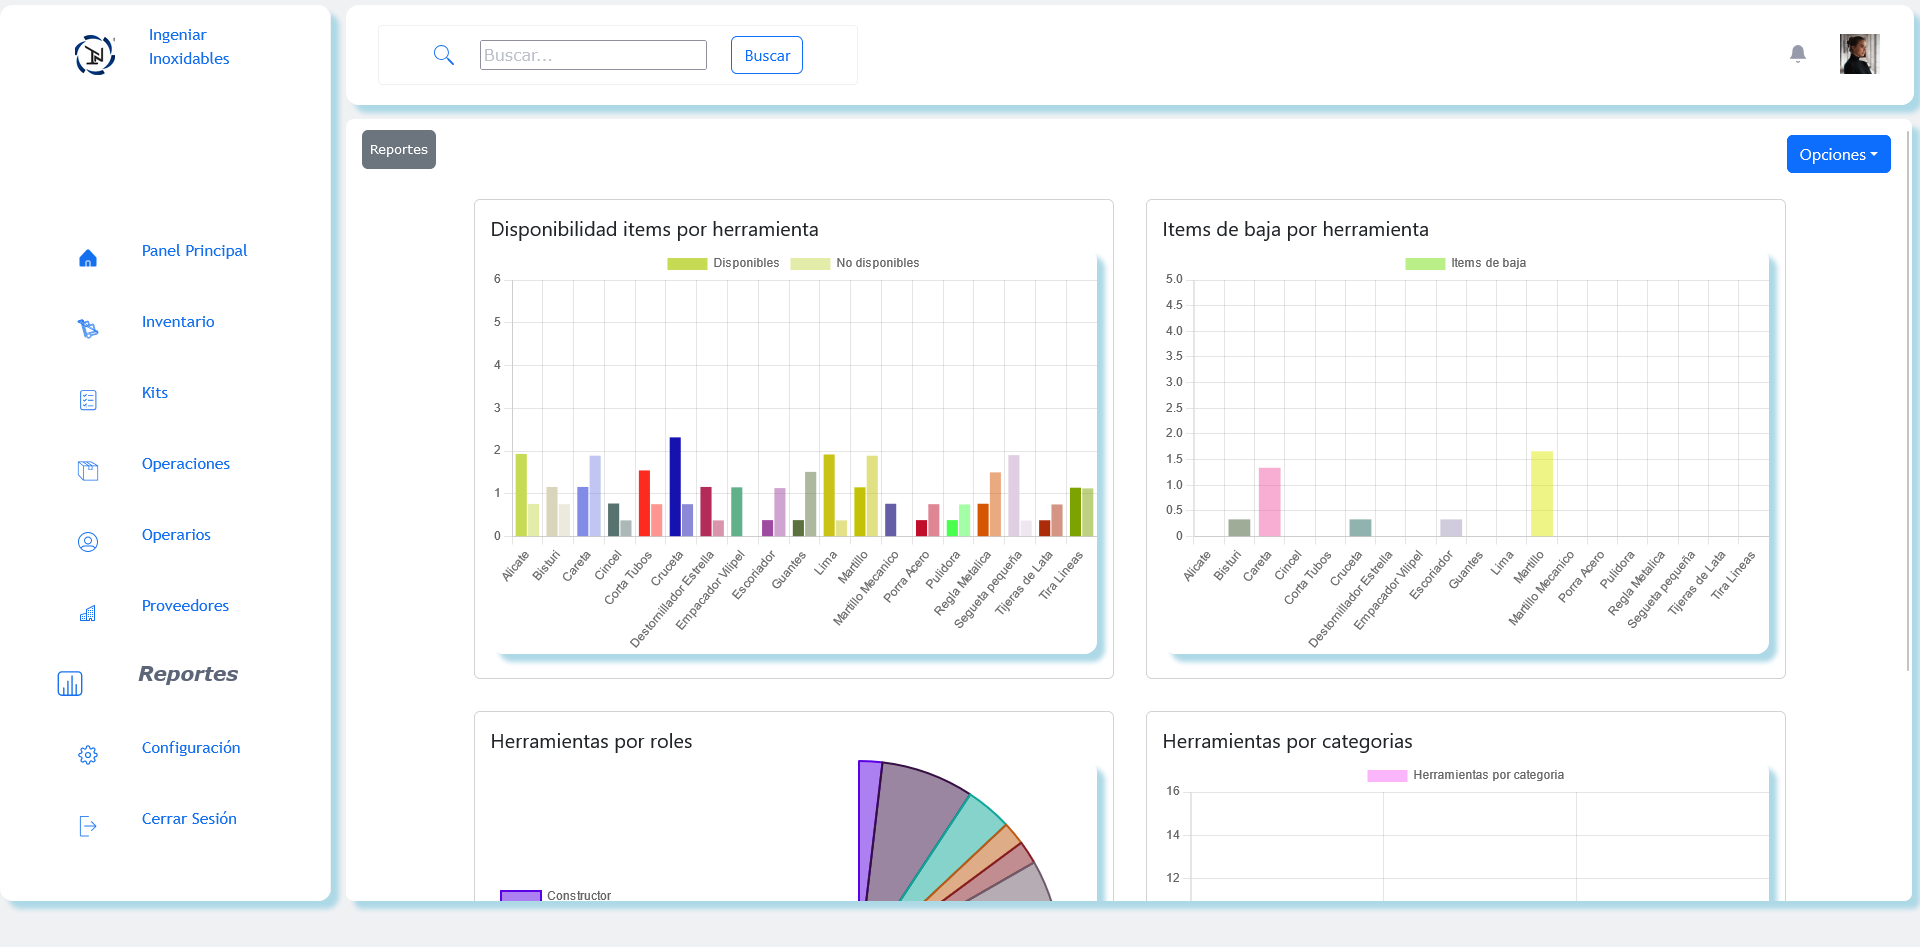 Ingeniar
Inoxidables
Buscar...
Buscar
Panel Principal
Inventario
Kits
Operaciones
Operarios
Proveedores
Reportes
Configuración
Cerrar Sesión
Reportes
Opciones
Disponibilidad items por herramienta
Disponibles
No disponibles
6
5
4
3
2
1
0
Alicate
Bisturi
Careta
Cincel
Corta Tubos
Cruceta
Destornillador Estrella
Empacador Vilipel
Escoriador
Guantes
Lima
Martillo
Martillo Mecanico
Porra Acero
Pulidora
Regla Metalica
Segueta pequeña
Tijeras de Lata
Tira Lineas
Items de baja por herramienta
Items de baja
5.0
4.5
4.0
3.5
3.0
2.5
2.0
1.5
1.0
0.5
0
Alicate
Bisturi
Careta
Cincel
Corta Tubos
Cruceta
Destornillador Estrella
Empacador Vilipel
Escoriador
Guantes
Lima
Martillo
Martillo Mecanico
Porra Acero
Pulidora
Regla Metalica
Segueta pequeña
Tijeras de Lata
Tira Lineas
Herramientas por roles
Constructor
Herramientas por categorias
Herramientas por categoria
16
14
12